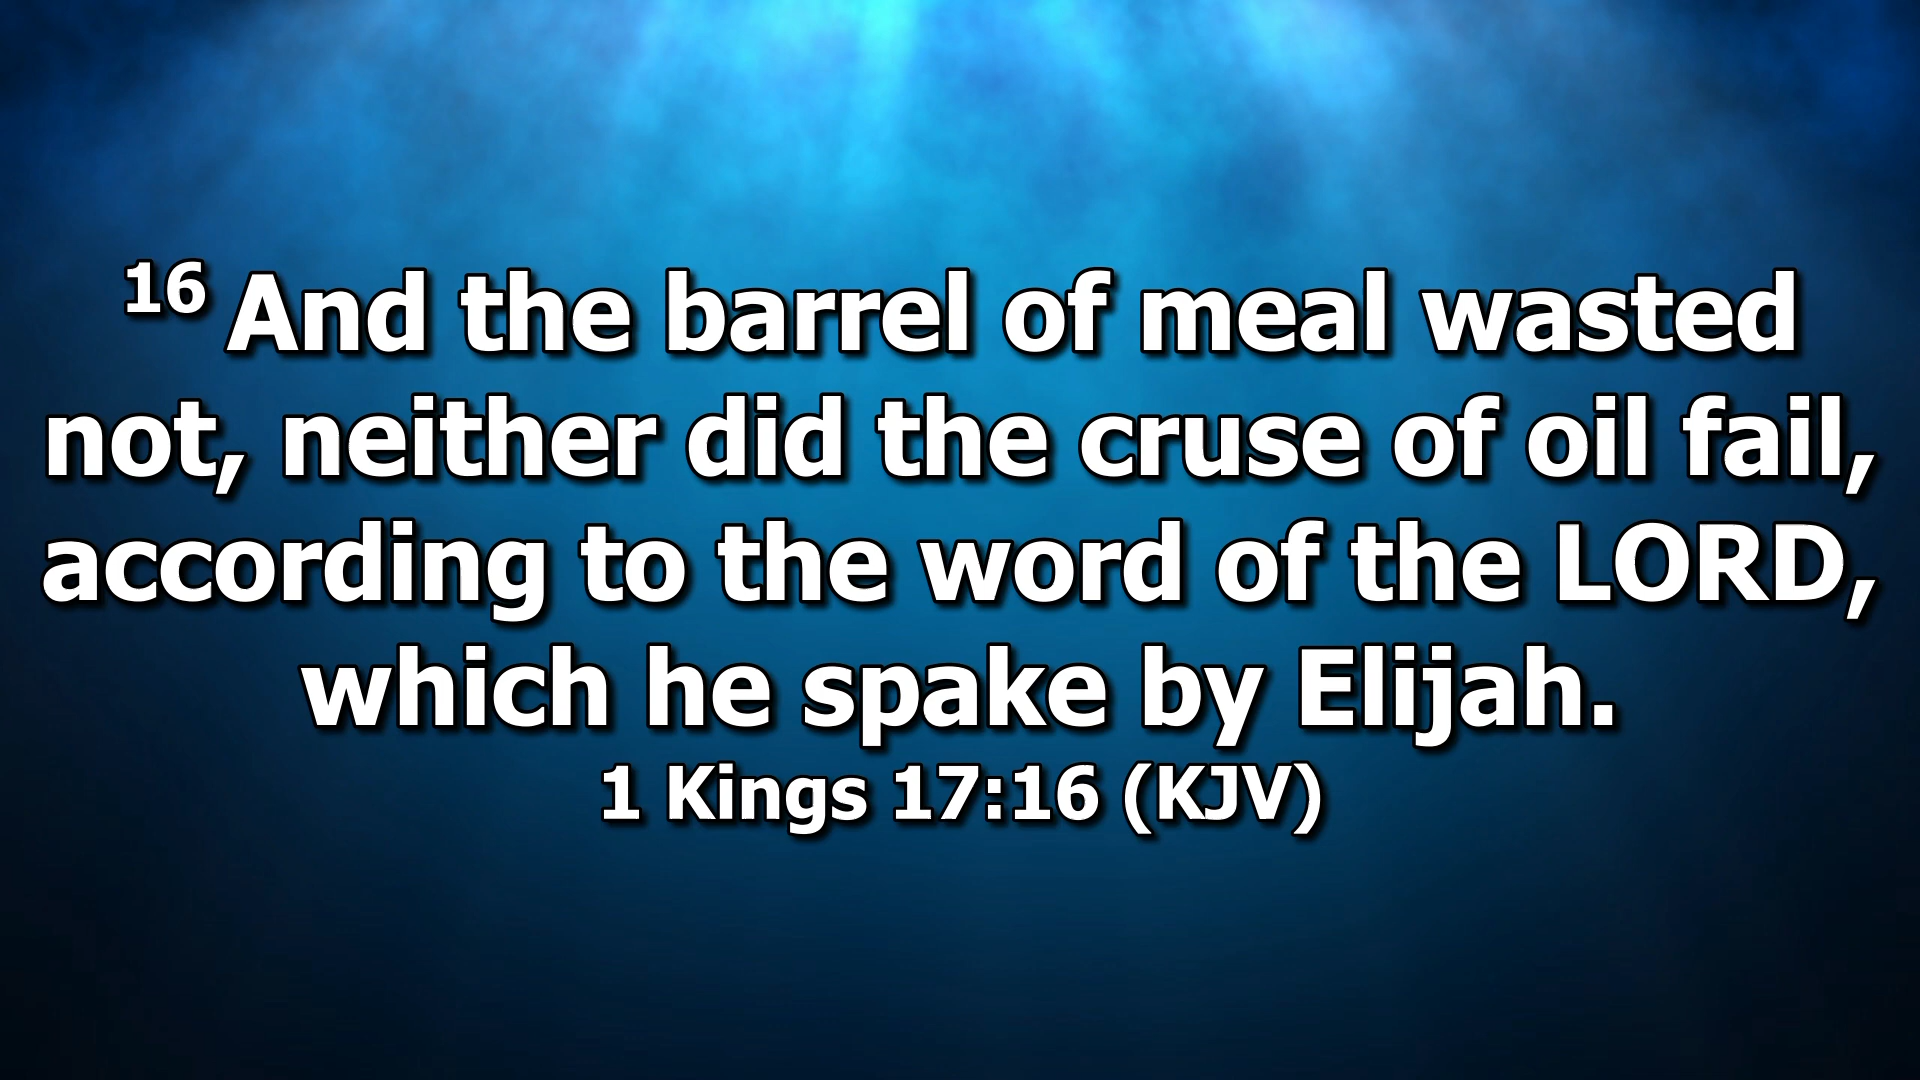 16 And the barrel of meal wasted
not, neither did the cruse of oil fail,
according to the word of the LORD,
which he spake by Elijah.
1 Kings 17:16 (KJV)